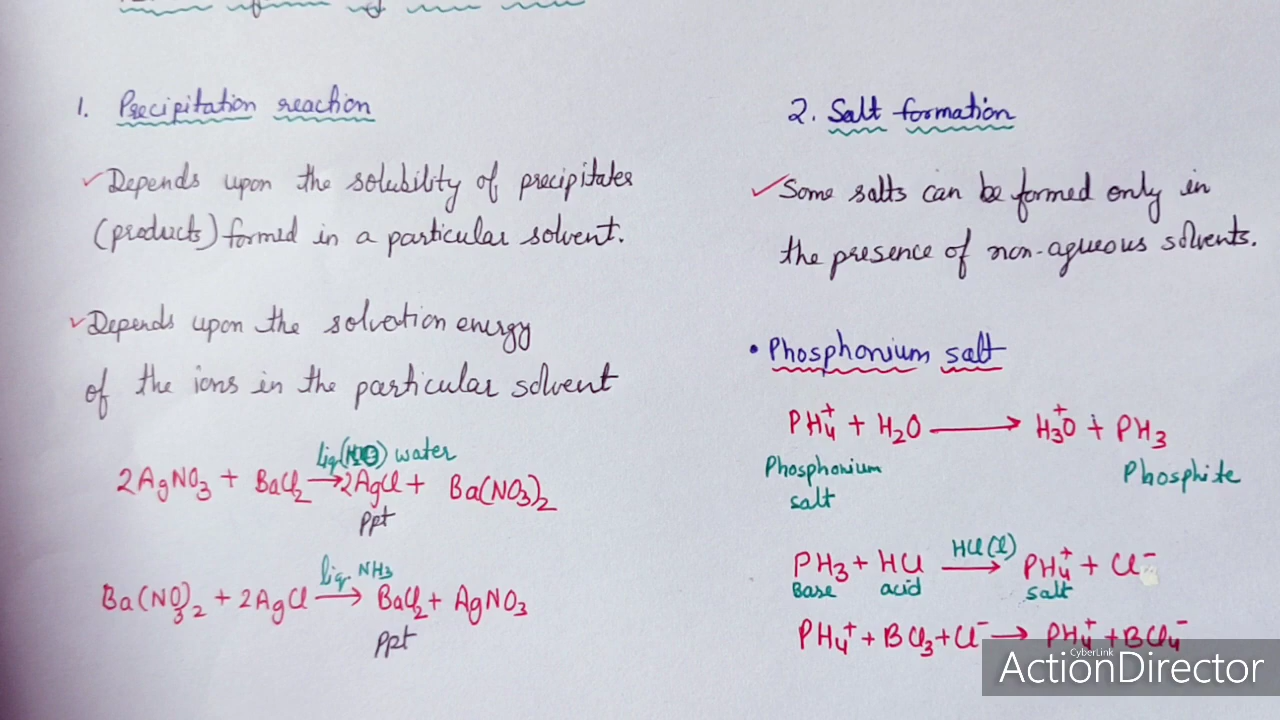 1. Precipitation reaction
✓ Depends upon the solubility of precipitates
(products) formed in a particular solvent.
✓ Depends upon the solvation energy
of the ions in the particular solvent
liq water
2AgNO₃ + BaCl₂ → 2AgCl + Ba(NO₃)₂
ppt
liq. NH₃
Ba(NO₃)₂ + 2AgCl → BaCl₂ + AgNO₃
ppt
2. Salt formation
✓ Some salts can be formed only in
the presence of non-aqueous solvents.
• Phosphonium salt
PH₄⁺ + H₂O → H₃O⁺ + PH₃
Phosphonium Phosphite
salt
HCl(l)
PH₃ + HCl → PH₄⁺ + Cl⁻
Base acid salt
PH₄⁺ + BCl₃ + Cl⁻ → PH₄⁺ + BCl₄⁻
CyberLink
ActionDirector